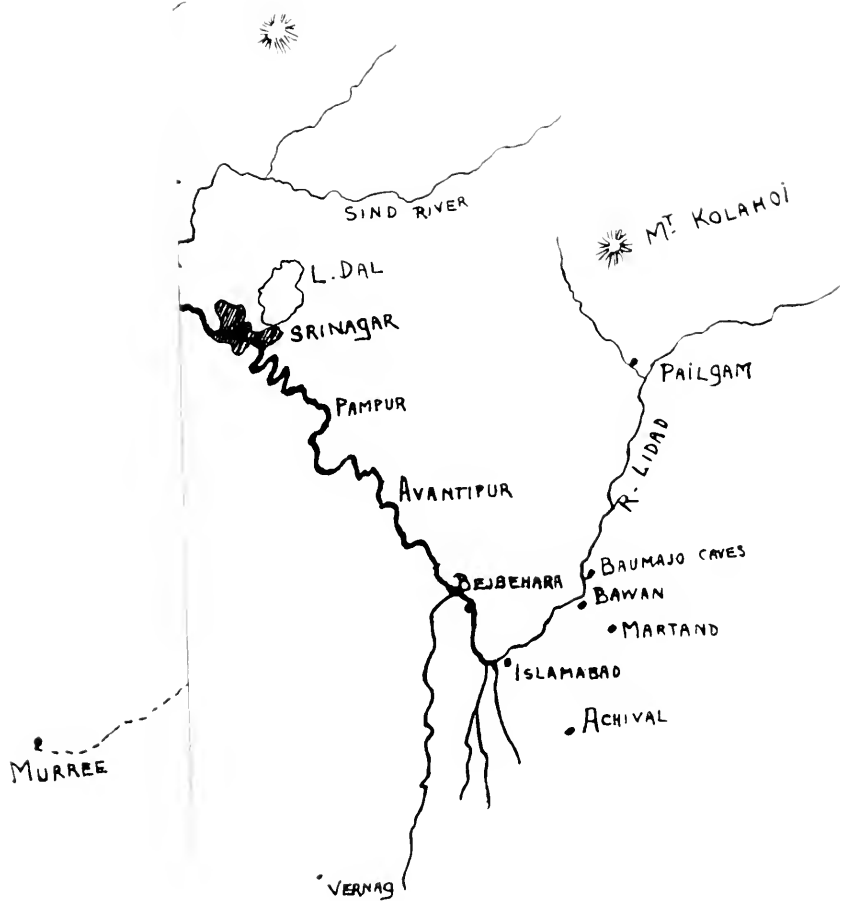 SIND RIVER
MT KOLAHOI
L. DAL
SRINAGAR
PAILGAM
PAMPUR
R. LIDAD
AVANTIPUR
BAUMAJO CAVES
BEJBEHARA
BAWAN
MARTAND
ISLAMABAD
ACHIVAL
MURREE
VERNAG